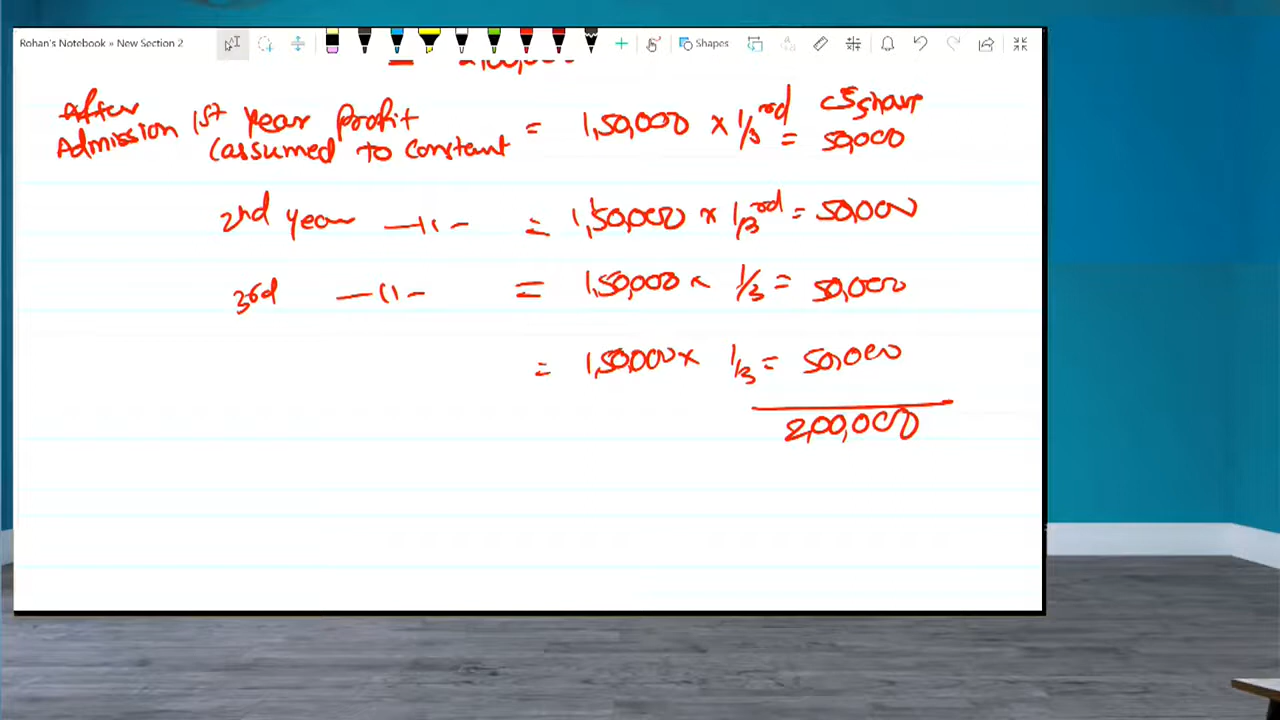 Rohan's Notebook » New Section 2
Shapes
After Admission 1st year profit = 1,50,000 x 1/3rd C's share
(assumed to constant = 50,000
2nd year —11- = 1,50,000 x 1/3rd = 50,000
3rd —11- = 1,50,000 x 1/3 = 50,000
= 1,50,000 x 1/3 = 50,000
2,00,000